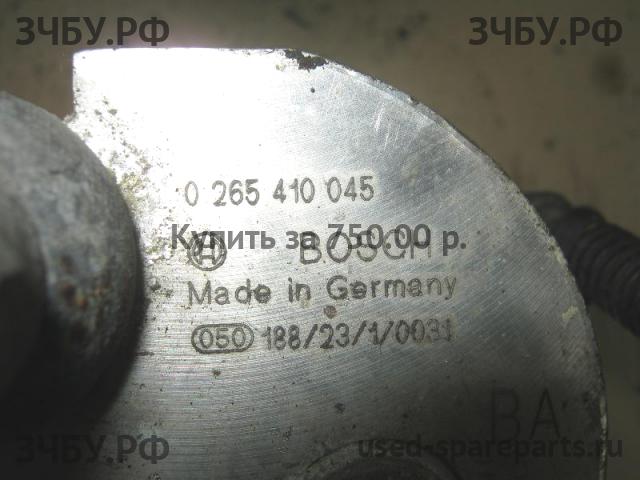 ЗЧБУ.РФ ЗЧБУ.РФ
0 265 410 045
Купить за 750.00 р.
H BOSCH
Made in Germany
050 188/23/1/0031
BA
ЗЧБУ.РФ used-spareparts.ru